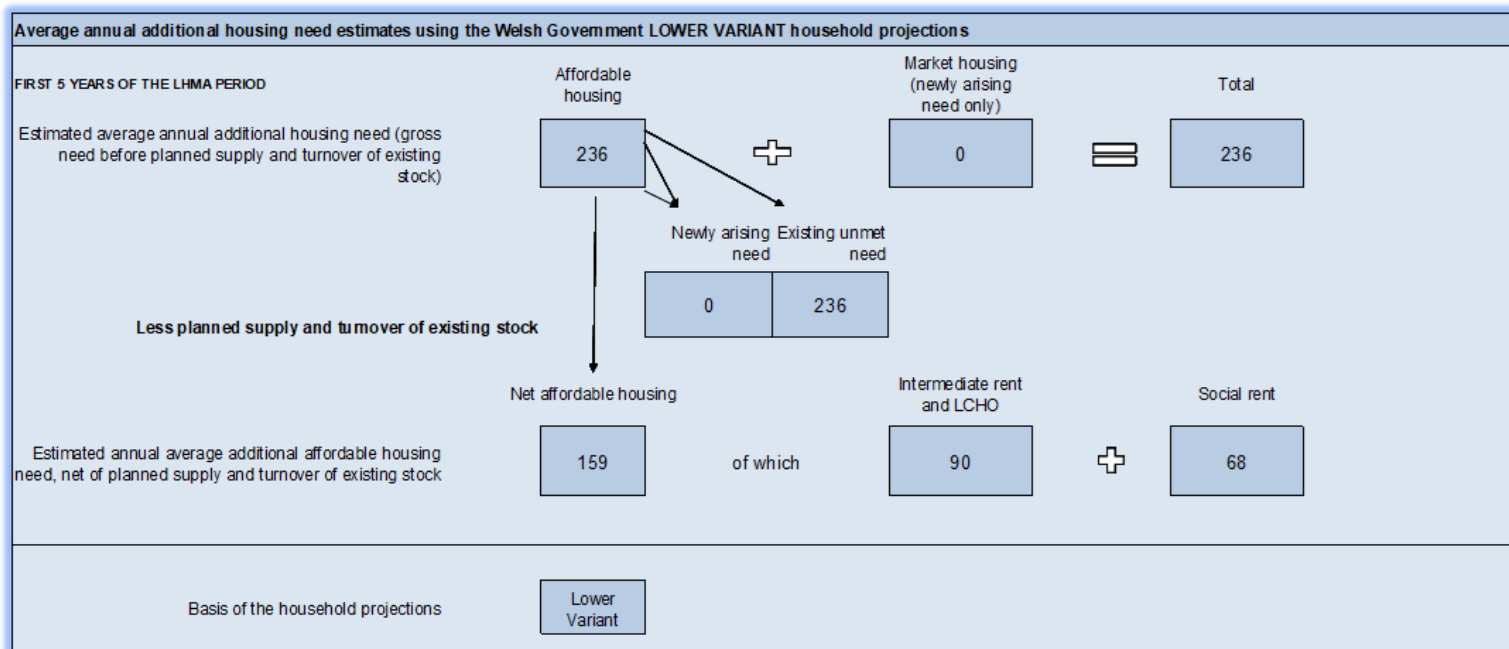 Average annual additional housing need estimates using the Welsh Government LOWER VARIANT household projections
FIRST 5 YEARS OF THE LHMA PERIOD
Affordable
housing
Market housing
(newly arising
need only)
Total
Estimated average annual additional housing need (gross
need before planned supply and turnover of existing
stock)
236
0
236
Newly arising
need
Existing unmet
need
0
236
Less planned supply and turnover of existing stock
Net affordable housing
Intermediate rent
and LCHO
Social rent
Estimated annual average additional affordable housing
need, net of planned supply and turnover of existing stock
159
of which
90
68
Basis of the household projections
Lower
Variant